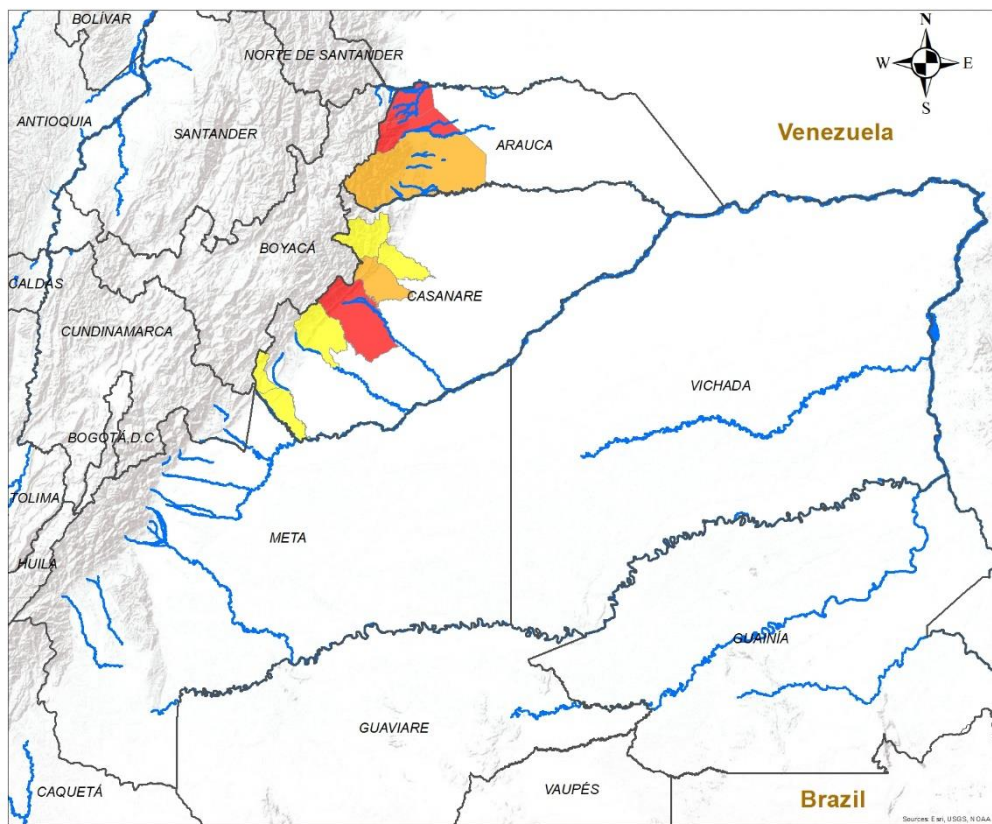 BOLÍVAR
N
NORTE DE SANTANDER
W E
S
ANTIOQUIA
SANTANDER
ARAUCA
Venezuela
BOYACÁ
CALDAS
CASANARE
CUNDINAMARCA
VICHADA
BOGOTÁ D.C
TOLIMA
META
HUILA
GUAINÍA
GUAVIARE
CAQUETÁ
VAUPÉS
Brazil
Sources: Esri, USGS, NOAA